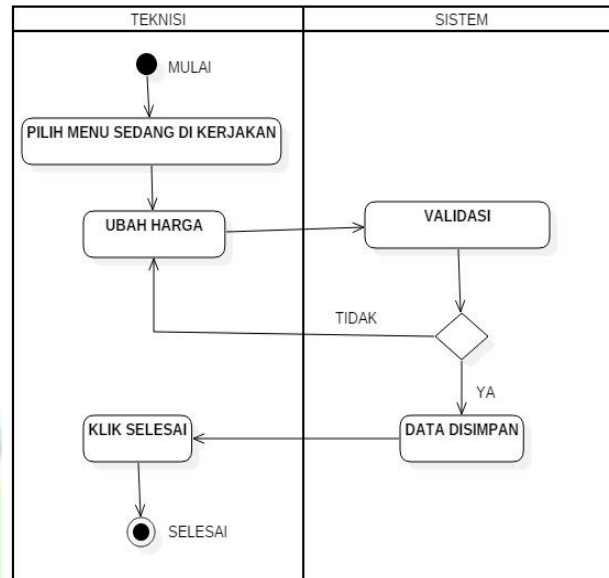 TEKNISI
SISTEM
MULAI
PILIH MENU SEDANG DI KERJAKAN
UBAH HARGA
VALIDASI
TIDAK
YA
KLIK SELESAI
DATA DISIMPAN
SELESAI